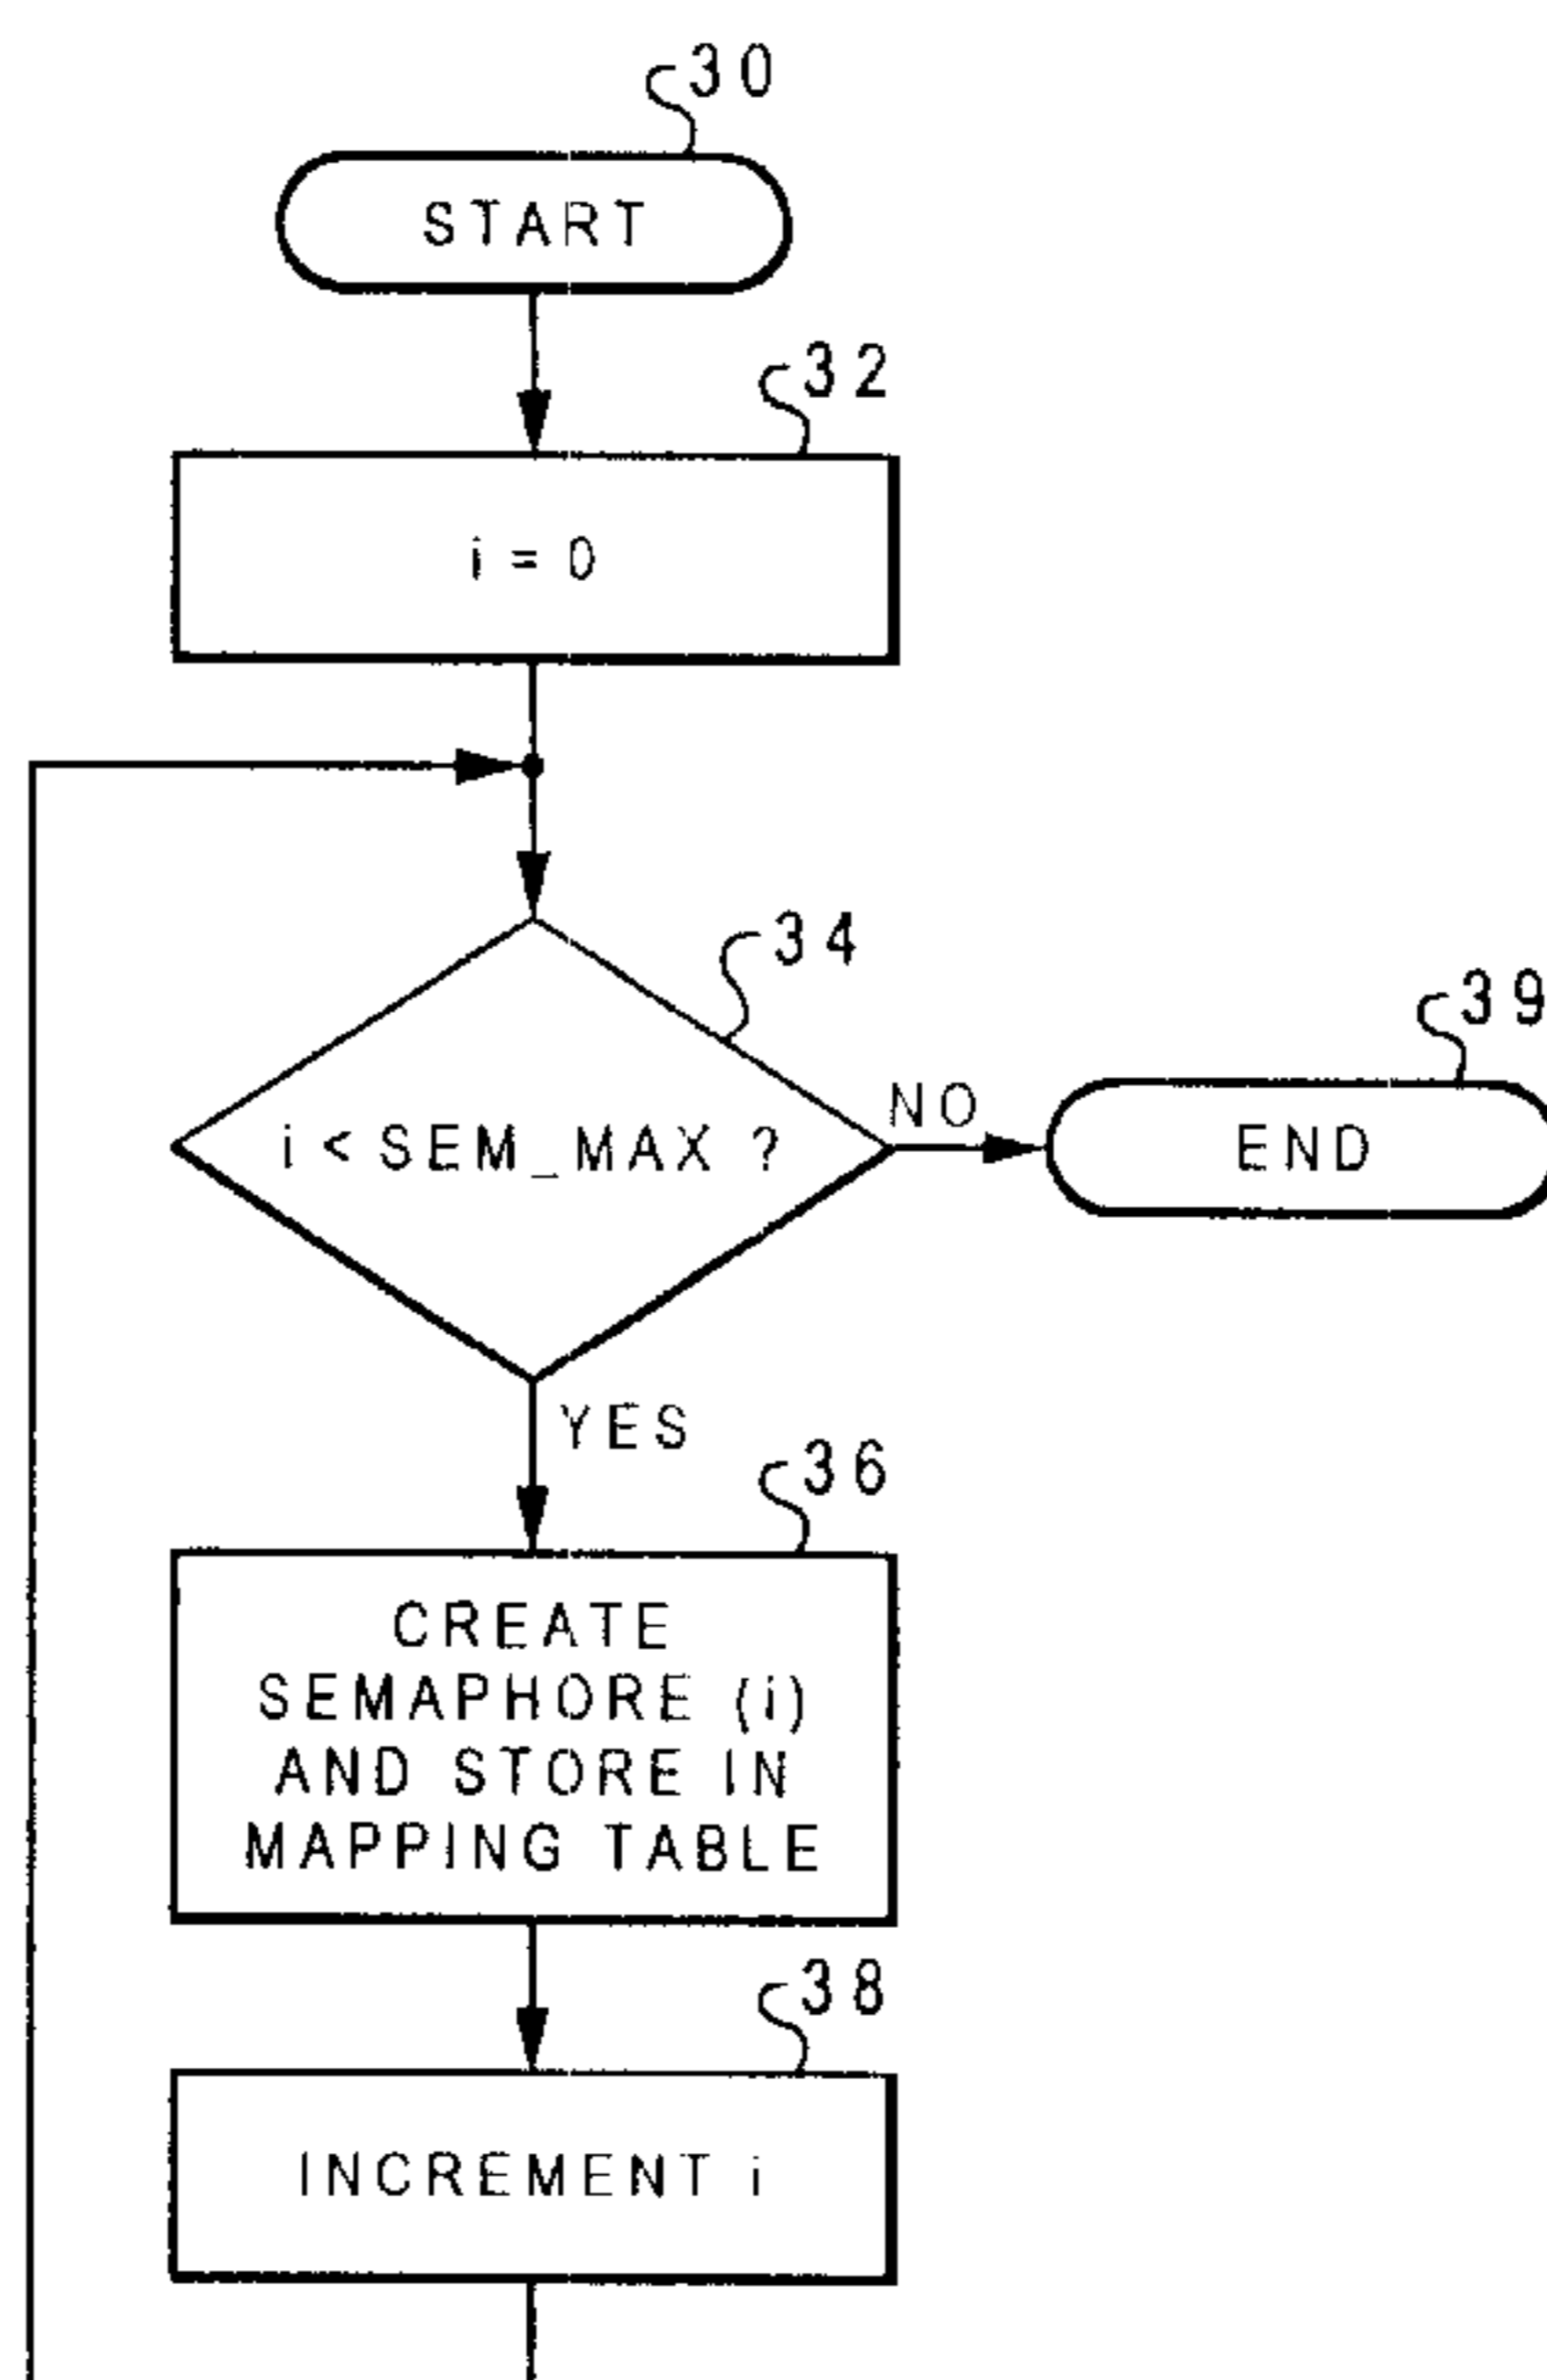 30
START
32
i = 0
34
i < SEM_MAX ?
NO
39
END
YES
36
CREATE
SEMAPHORE (i)
AND STORE IN
MAPPING TABLE
38
INCREMENT i